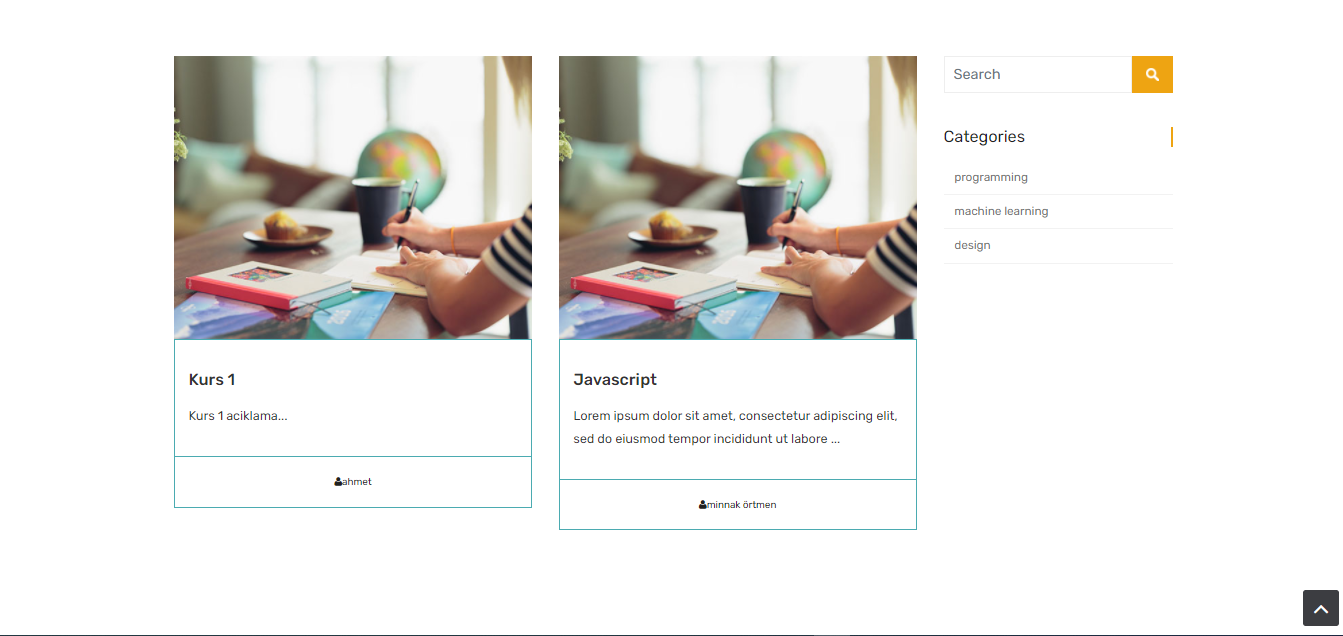 Kurs 1
Kurs 1 aciklama...
ahmet
Javascript
Lorem ipsum dolor sit amet, consectetur adipiscing elit,
sed do eiusmod tempor incididunt ut labore ...
minnak örtmen
Search
Categories
programming
machine learning
design